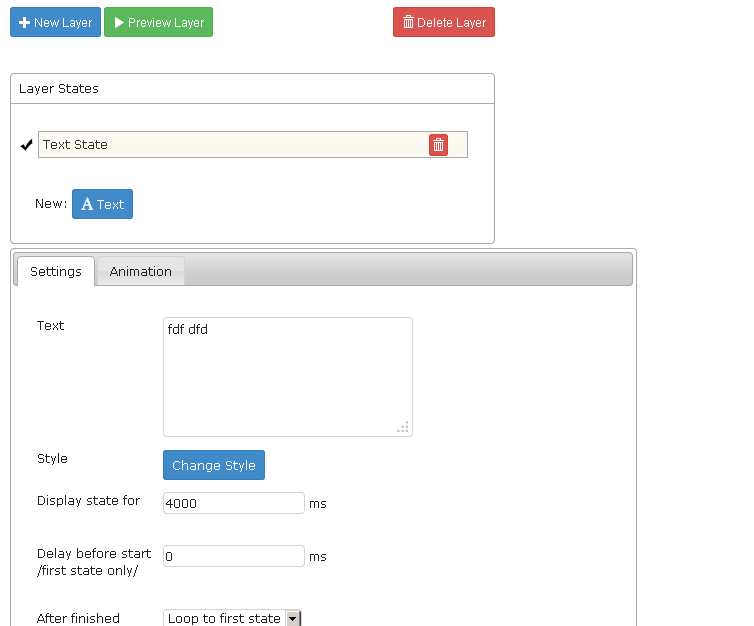 New Layer Preview Layer Delete Layer
Layer States
Text State
New: A Text
Settings Animation
Text fdf dfd
Style Change Style
Display state for 4000 ms
Delay before start 0 ms
/first state only/
After finished Loop to first state